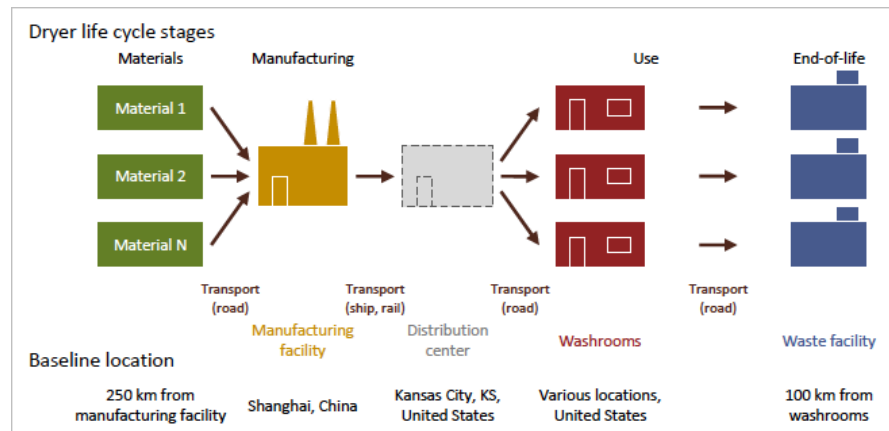 Dryer life cycle stages
Materials
Manufacturing
Use
End-of-life
Material 1
Material 2
Material N
Transport
(road)
Transport
(ship, rail)
Transport
(road)
Transport
(road)
Manufacturing
facility
Distribution
center
Washrooms
Waste facility
Baseline location
250 km from
manufacturing facility
Shanghai, China
Kansas City, KS,
United States
Various locations,
United States
100 km from
washrooms